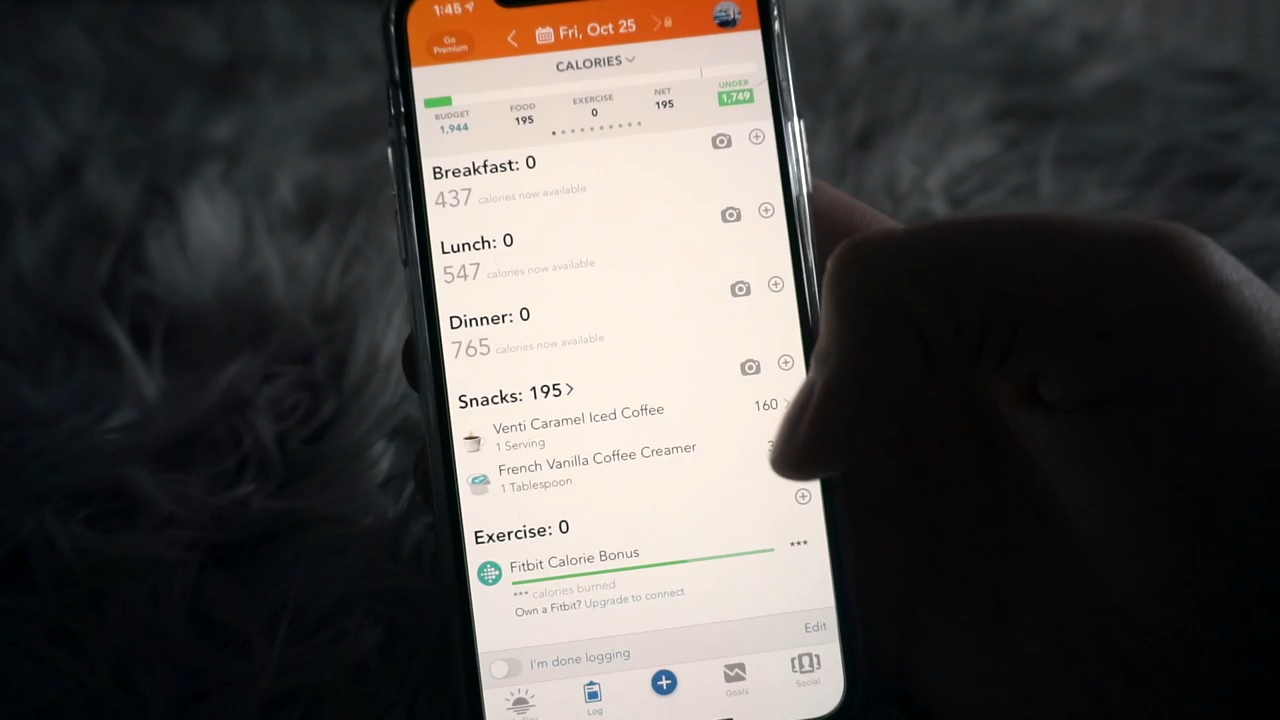 1:45
Go Premium
Fri, Oct 25
CALORIES
BUDGET FOOD EXERCISE NET UNDER
1,944 195 0 195 1,749
Breakfast: 0
437 calories now available
Lunch: 0
547 calories now available
Dinner: 0
765 calories now available
Snacks: 195
Venti Caramel Iced Coffee 160
1 Serving
French Vanilla Coffee Creamer
1 Tablespoon
Exercise: 0
Fitbit Calorie Bonus ***
*** calories burned
Own a Fitbit? Upgrade to connect
Edit
I'm done logging
Log
Goals
Social